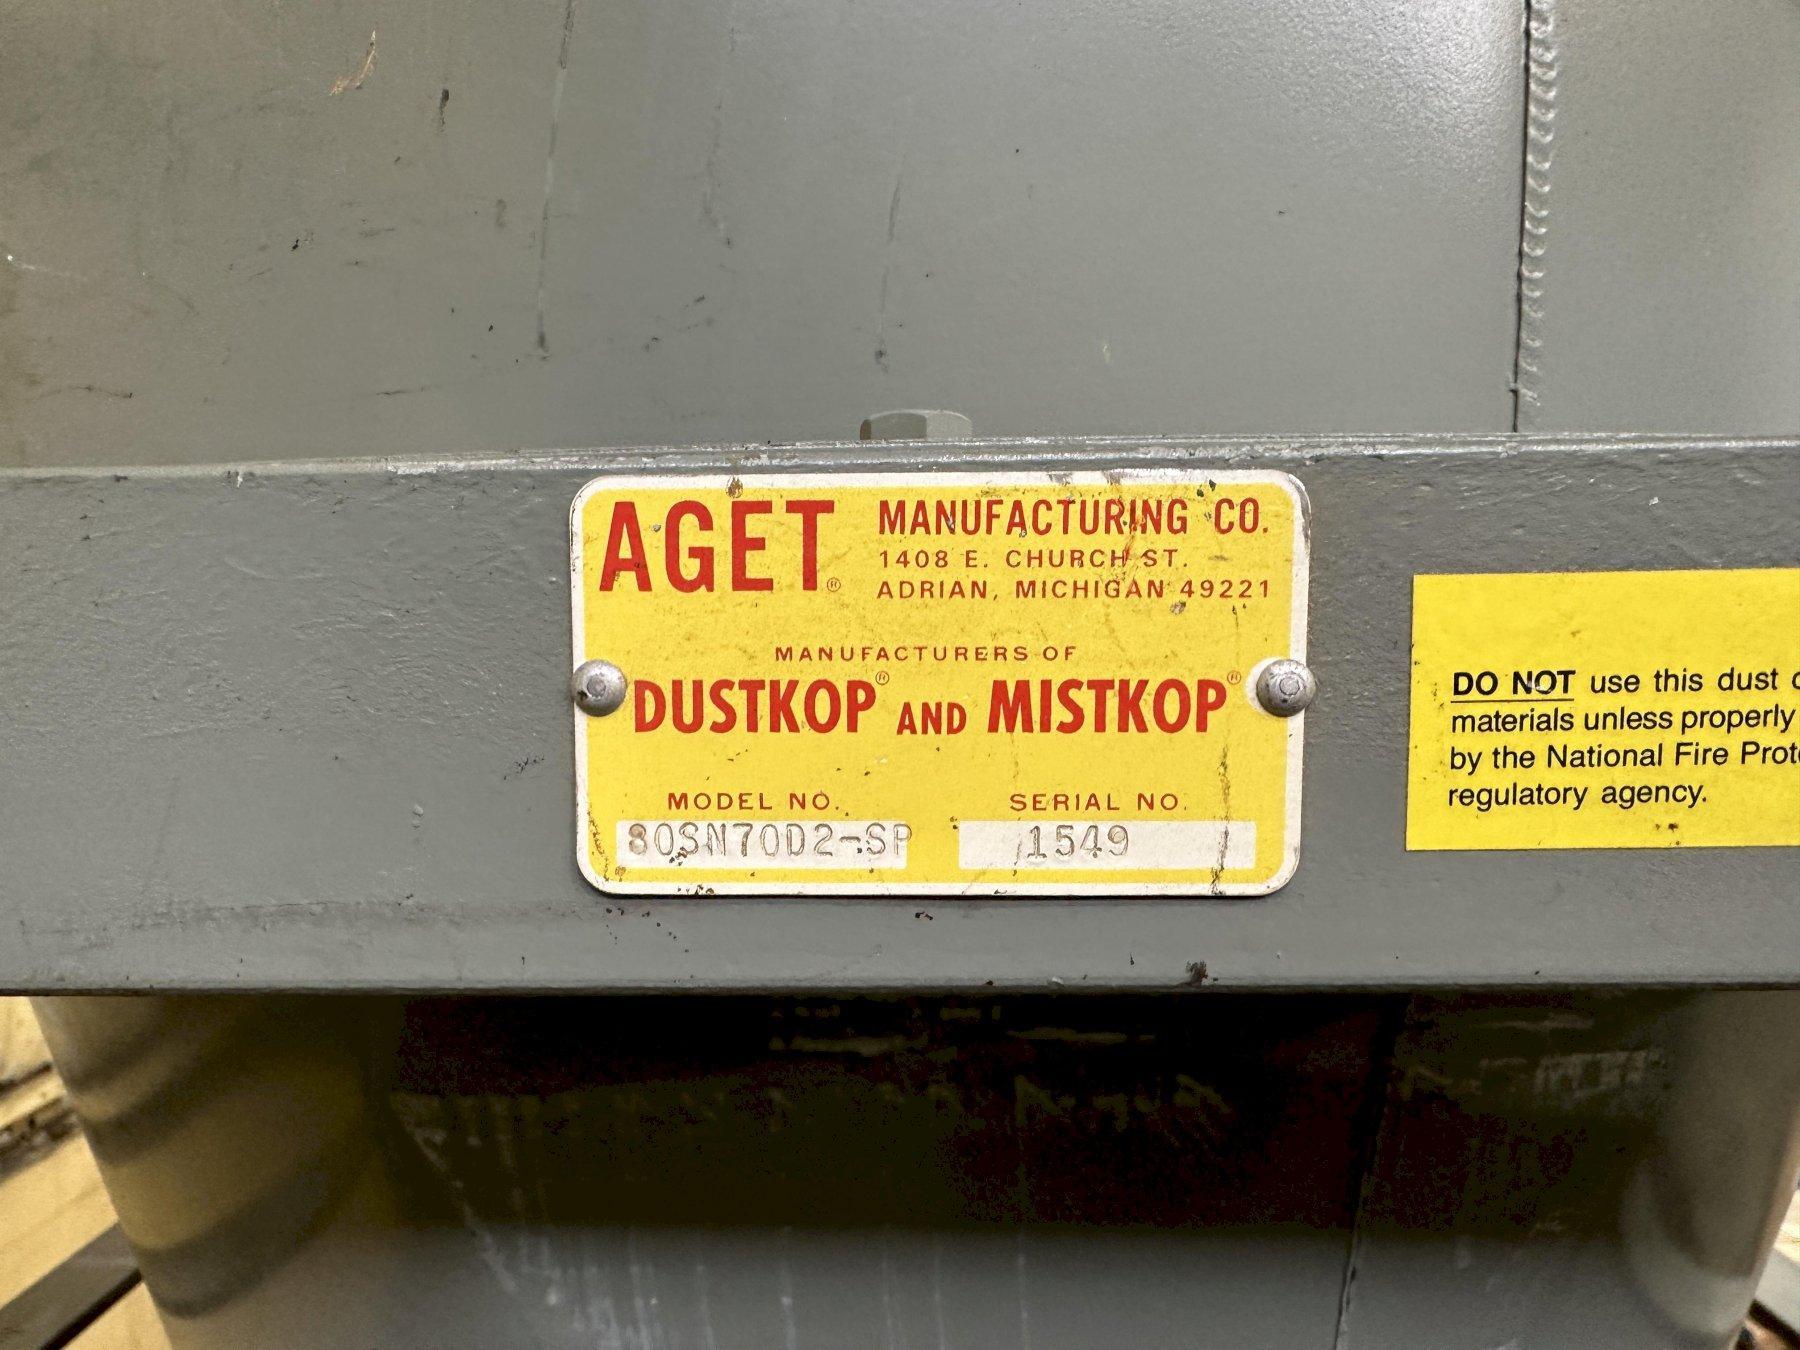 AGET® MANUFACTURING CO.
1408 E. CHURCH ST.
ADRIAN, MICHIGAN 49221
MANUFACTURERS OF
DUSTKOP® AND MISTKOP®
MODEL NO. SERIAL NO.
80SN70D2-SP 1549
DO NOT use this dust
materials unless properly
by the National Fire
regulatory agency.